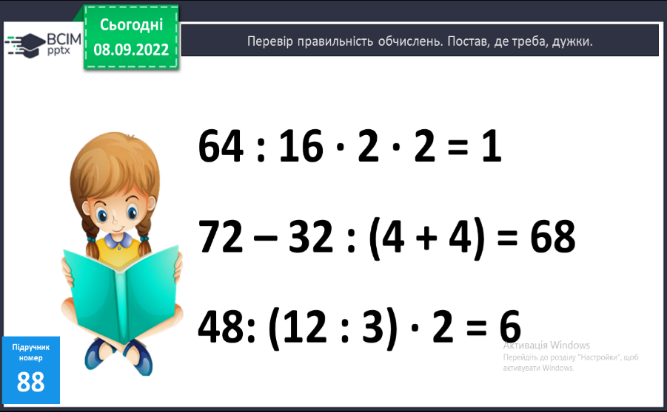 ВСІМ
pptx
Сьогодні
08.09.2022
Перевір правильність обчислень. Постав, де треба, дужки.
64 : 16 · 2 · 2 = 1
72 – 32 : (4 + 4) = 68
48: (12 : 3) · 2 = 6
Активація Windows
Перейдіть до розділу "Настройки", щоб
активувати Windows.
Підручник
номер
88